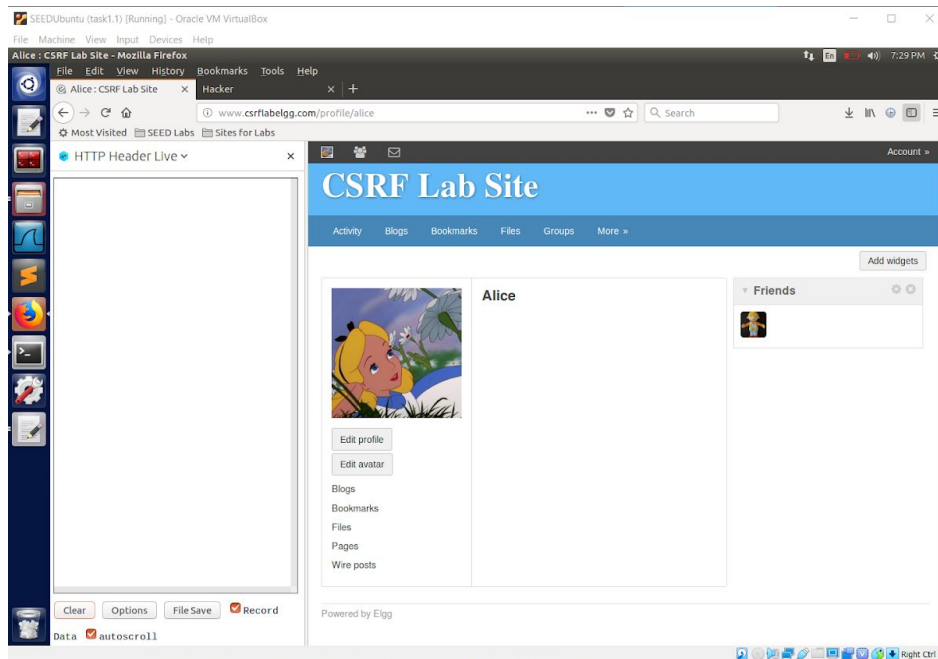 SEEDUbuntu (task1.1) [Running] - Oracle VM VirtualBox
File Machine View Input Devices Help
Alice : CSRF Lab Site - Mozilla Firefox En 7:29 PM
File Edit View History Bookmarks Tools Help
Alice : CSRF Lab Site × Hacker × +
www.csrflabelgg.com/profile/alice Search
Most Visited SEED Labs Sites for Labs
HTTP Header Live ×
Account »
CSRF Lab Site
Activity Blogs Bookmarks Files Groups More »
Add widgets
Alice
Friends
Edit profile
Edit avatar
Blogs
Bookmarks
Files
Pages
Wire posts
Clear Options File Save Record
Data autoscroll
Powered by Elgg
Right Ctrl